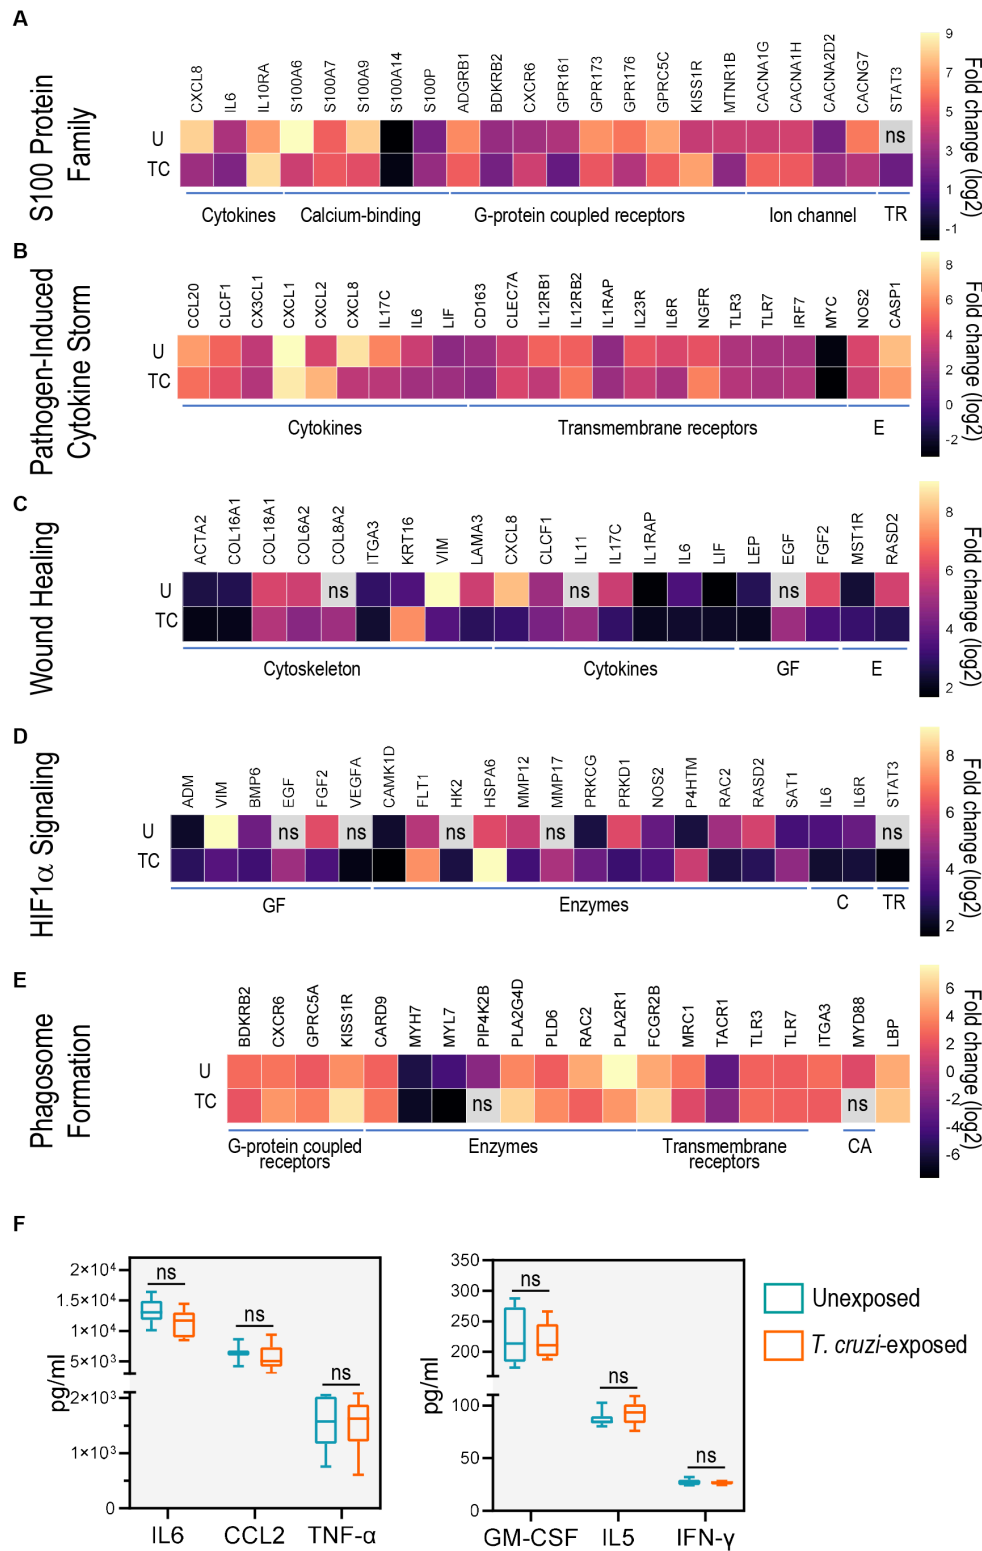 A
S100 Protein
Family
CXCL8 IL6 IL10RA S100A6 S100A7 S100A9 S100A14 S100P ADGRB1 BDKRB2 CXCR6 GPR161 GPR173 GPR176 GPRC5C KISS1R MTNR1B CACNA1G CACNA1H CACNA2D2 CACNG7 STAT3
U ns
TC
Cytokines Calcium-binding G-protein coupled receptors Ion channel TR
9
7
5
3
1
-1
Fold change (log2)
B
Pathogen-Induced
Cytokine Storm
CCL20 CLCF1 CX3CL1 CXCL1 CXCL2 CXCL8 IL17C IL6 LIF CD163 CLEC7A IL12RB1 IL12RB2 IL1RAP IL23R IL6R NGFR TLR3 TLR7 IRF7 MYC NOS2 CASP1
U
TC
Cytokines Transmembrane receptors E
8
6
4
2
0
-2
Fold change (log2)
C
Wound Healing
ACTA2 COL16A1 COL18A1 COL6A2 COL8A2 ITGA3 KRT16 VIM LAMA3 CXCL8 CLCF1 IL11 IL17C IL1RAP IL6 LIF LEP EGF FGF2 MST1R RASD2
U ns ns ns
TC
Cytoskeleton Cytokines GF E
8
6
4
2
Fold change (log2)
D
HIF1α Signaling
ADM VIM BMP6 EGF FGF2 VEGFA CAMK1D FLT1 HK2 HSPA6 MMP12 MMP17 PRKCG PRKD1 NOS2 P4HTM RAC2 RASD2 SAT1 IL6 IL6R STAT3
U ns ns ns ns ns
TC
GF Enzymes C TR
8
6
4
2
Fold change (log2)
E
Phagosome
Formation
BDKRB2 CXCR6 GPRC5A KISS1R CARD9 MYH7 MYL7 PIP4K2B PLA2G4D PLD6 RAC2 PLA2R1 FCGR2B MRC1 TACR1 TLR3 TLR7 ITGA3 MYD88 LBP
U
TC ns ns
G-protein coupled
receptors
Enzymes
Transmembrane
receptors
CA
6
4
2
0
-2
-4
-6
Fold change (log2)
F
pg/ml
2×10⁴
1.5×10⁴
1×10⁴
5×10³
2×10³
1×10³
0
ns ns ns
IL6 CCL2 TNF-α
pg/ml
350
300
250
200
100
50
0
ns ns ns
GM-CSF IL5 IFN-γ
Unexposed
T. cruzi-exposed